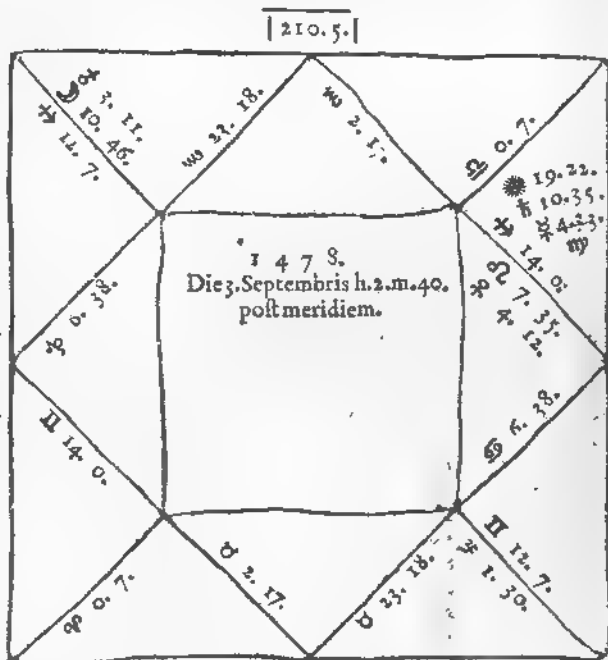 210. 5.
3. 11.
☽ 10. 46.
♐ 12. 7.
♏ 23. 18.
♏ 2. 17.
♎ 0. 7.
☉ 19. 22.
♄ 10. 35.
☿ 4. 33.
♍
♐ 14. 0.
♌ 7. 35.
4. 12.
1478.
Die 3. Septembris h. 2. m. 40.
post meridiem.
♑ 0. 38.
♋ 6. 38.
♊ 14. 0.
♊ 12. 7.
1. 30.
♉ 2. 17.
♉ 23. 18.
♈ 0. 7.